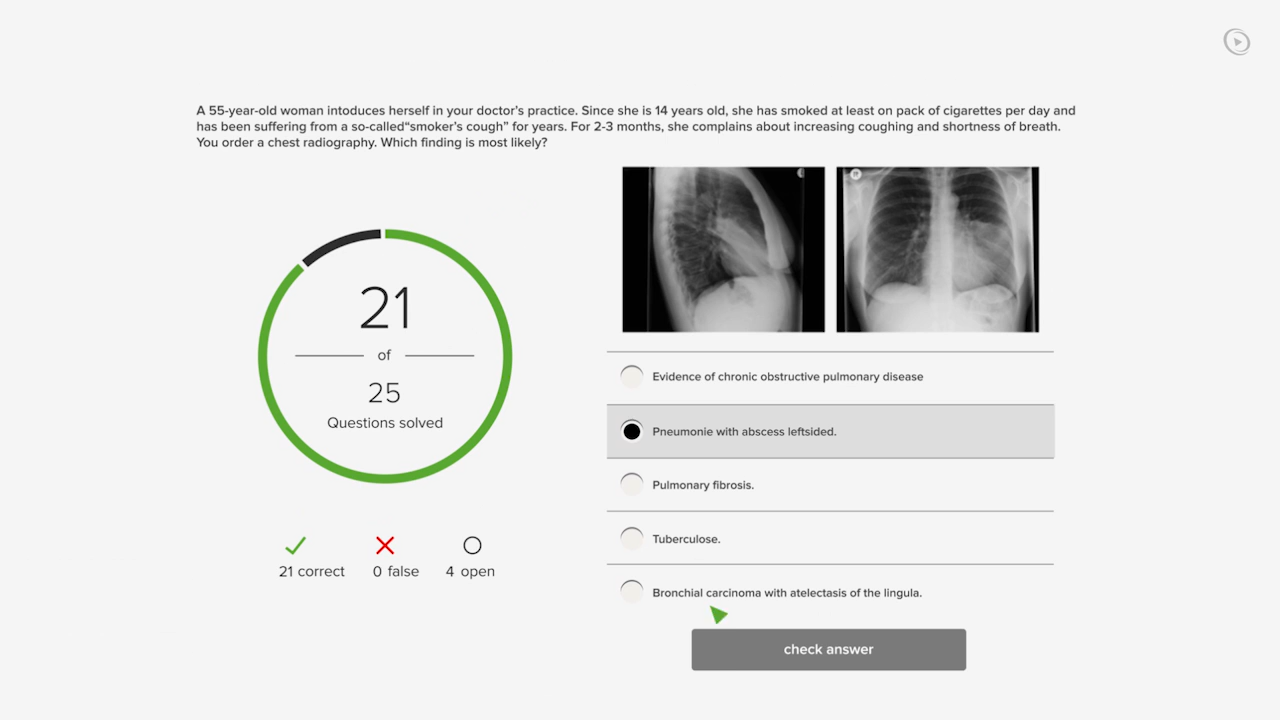 A 55-year-old woman intoduces herself in your doctor's practice. Since she is 14 years old, she has smoked at least on pack of cigarettes per day and
has been suffering from a so-called“smoker's cough” for years. For 2-3 months, she complains about increasing coughing and shortness of breath.
You order a chest radiography. Which finding is most likely?
21
of
25
Questions solved
21 correct
0 false
4 open
Evidence of chronic obstructive pulmonary disease
Pneumonie with abscess leftsided.
Pulmonary fibrosis.
Tuberculose.
Bronchial carcinoma with atelectasis of the lingula.
check answer